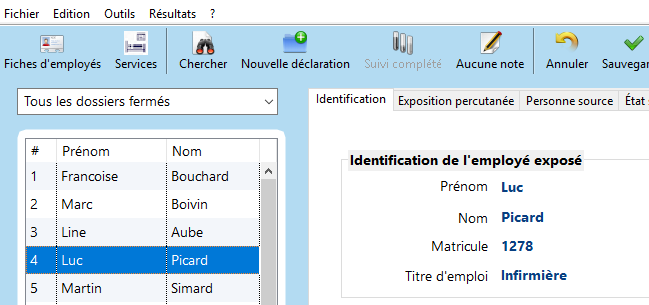 Fichier Edition Outils Résultats ?
Fiches d'employés Services Chercher Nouvelle déclaration Suivi complété Aucune note Annuler Sauvegar
Tous les dossiers fermés
Identification Exposition percutanée Personne source État s
# Prénom Nom
1 Francoise Bouchard
2 Marc Boivin
3 Line Aube
4 Luc Picard
5 Martin Simard
Identification de l'employé exposé
Prénom Luc
Nom Picard
Matricule 1278
Titre d'emploi Infirmière